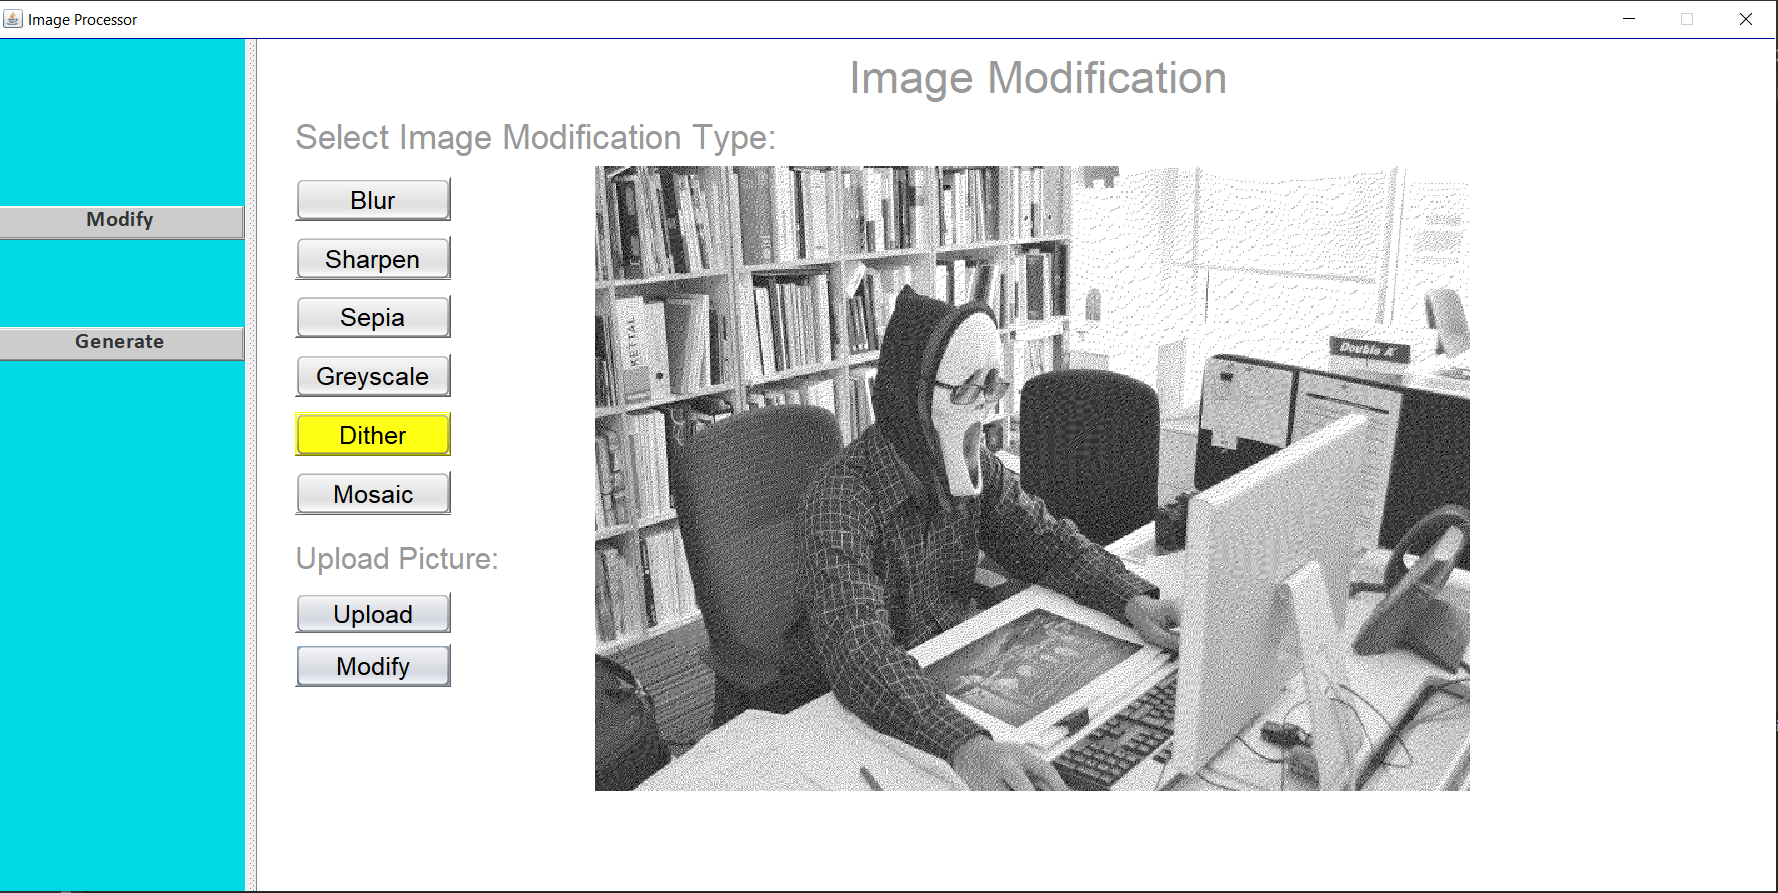 Image Processor
Image Modification
Select Image Modification Type:
Blur
Sharpen
Sepia
Greyscale
Dither
Mosaic
Upload Picture:
Upload
Modify
Modify
Generate
METTAL
Double A